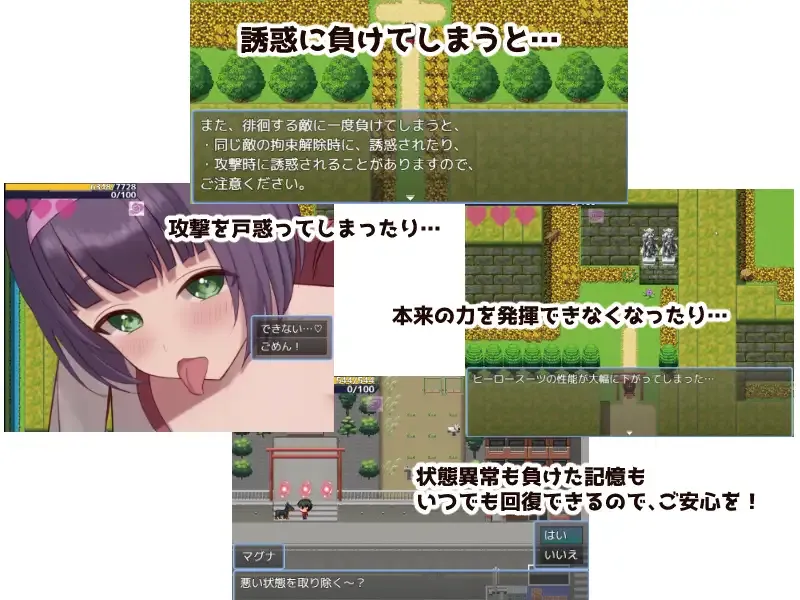 誘惑に負けてしまうと…
また、徘徊する敵に一度負けてしまうと、
・同じ敵の拘束解除時に、誘惑されたり、
・攻撃時に誘惑されることがありますので、
ご注意ください。
6348/7728
0/100
攻撃を戸惑ってしまったり…
できない…♡
ごめん！
本来の力を発揮できなくなったり…
ヒーロースーツの性能が大幅に下がってしまった…
544/544
0/100
状態異常も負けた記憶も
いつでも回復できるので、ご安心を！
はい
いいえ
マグナ
悪い状態を取り除く～？